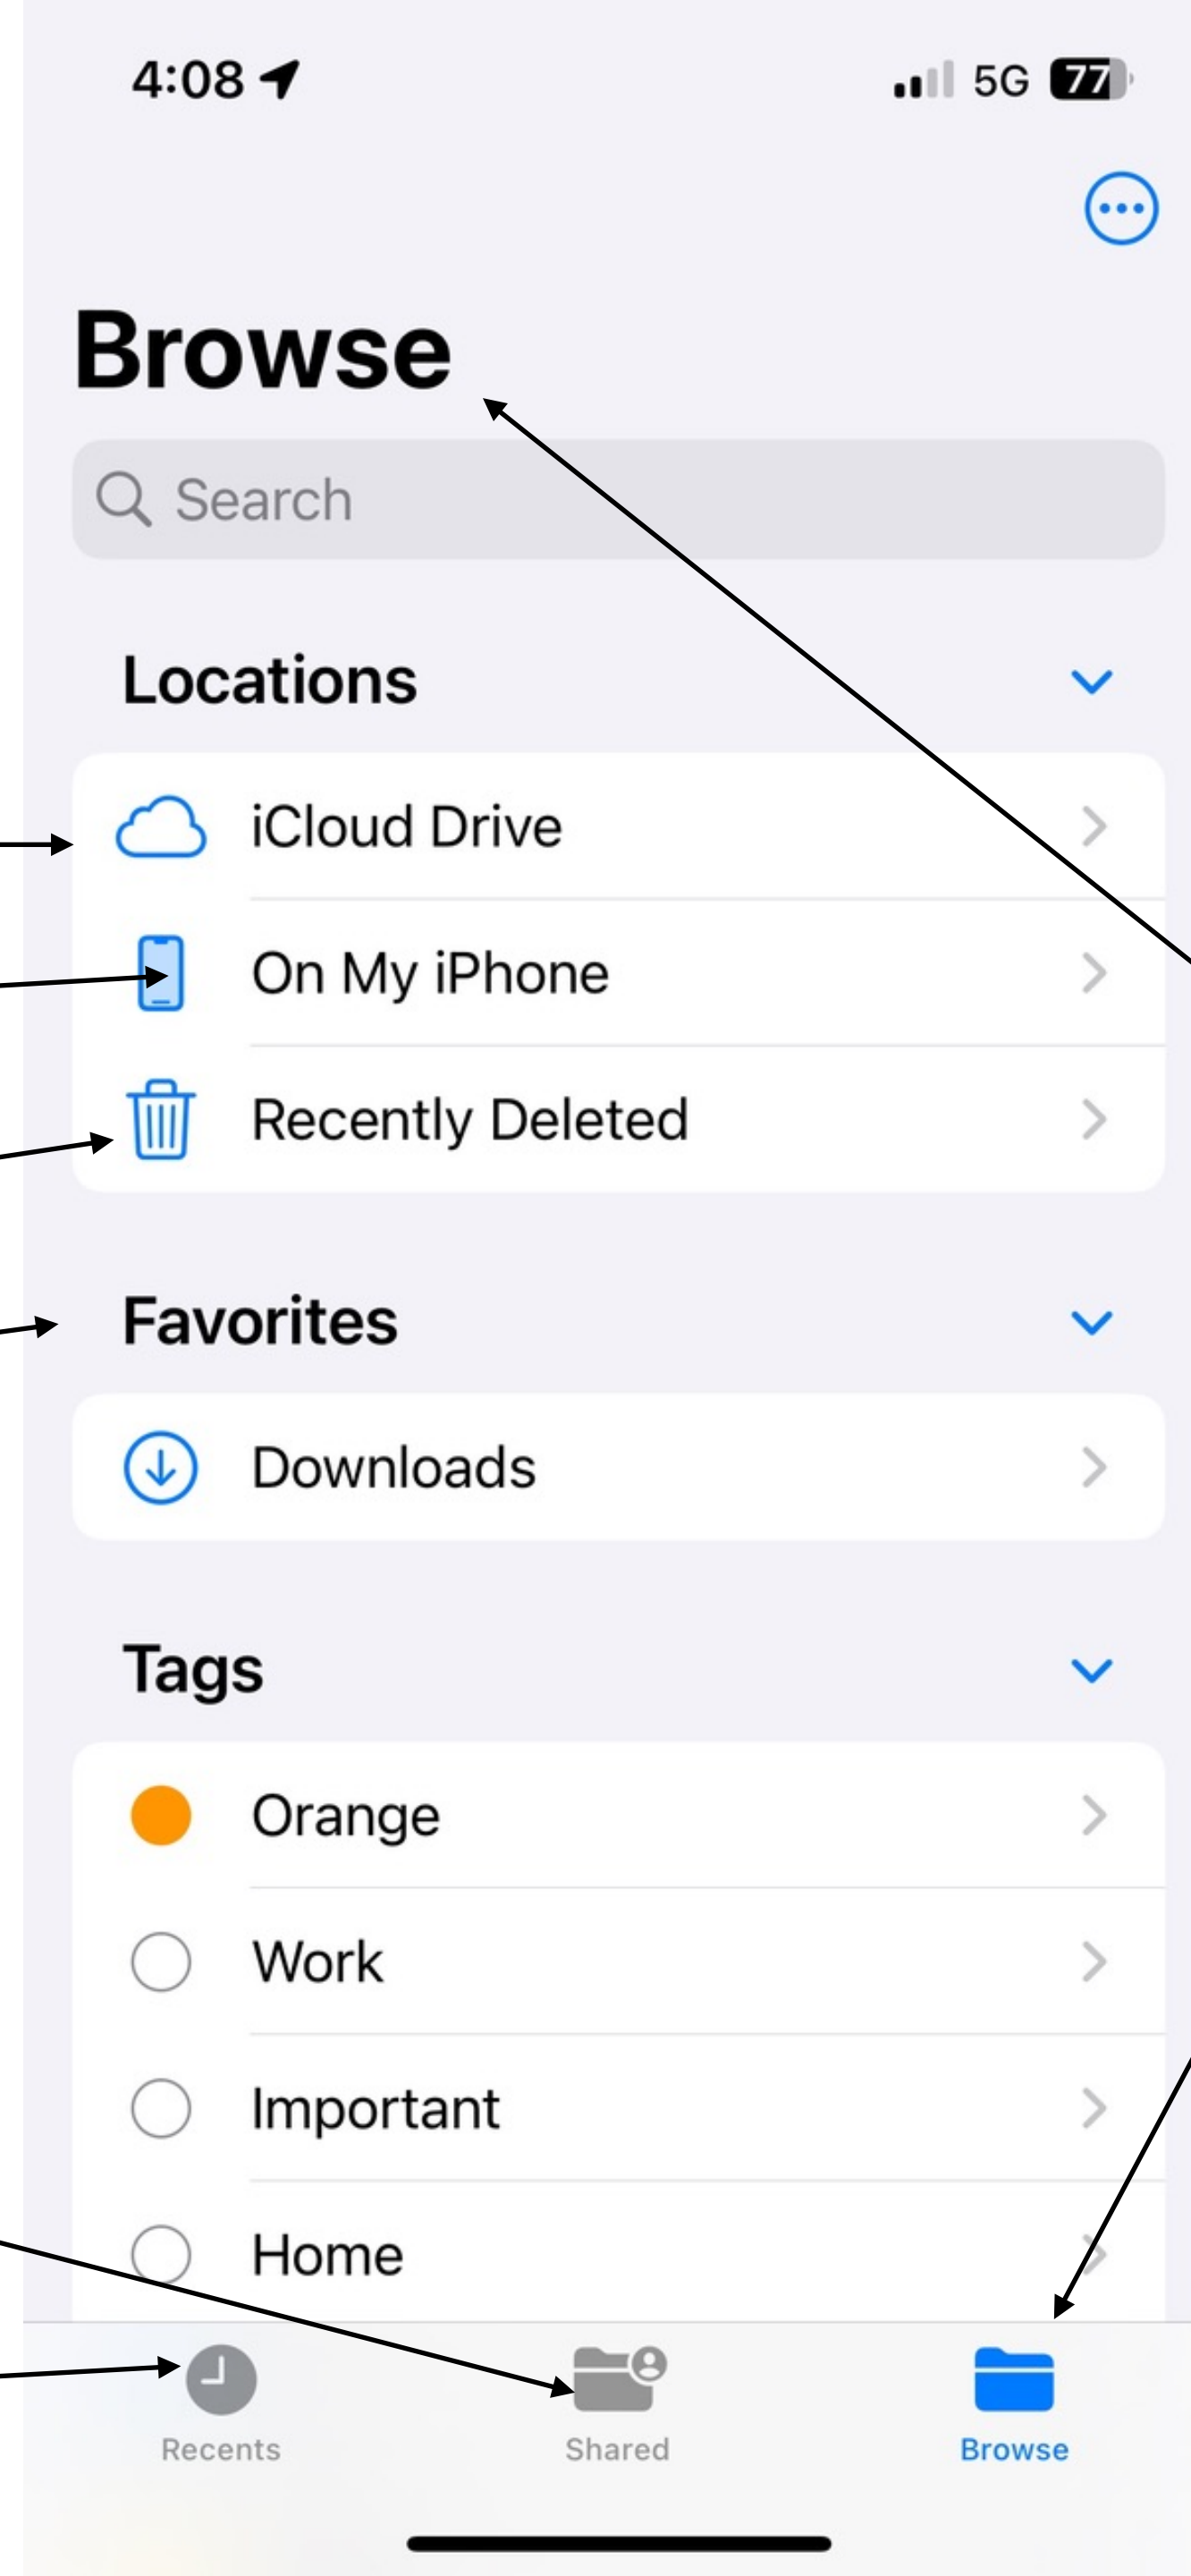 4:08 5G 77
Browse
Search
Locations
iCloud Drive
On My iPhone
Recently Deleted
Favorites
Downloads
Tags
Orange
Work
Important
Home
Recents Shared Browse